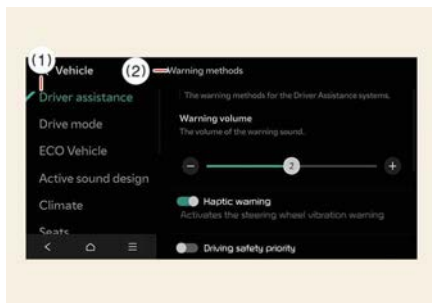 (1)
Vehicle
(2)
Warning methods
Driver assistance
The warning methods for the Driver Assistance systems.
Drive mode
Warning volume
The volume of the warning sound.
ECO Vehicle
2
Active sound design
Haptic warning
Activates the steering wheel vibration warning
Climate
Seats
Driving safety priority